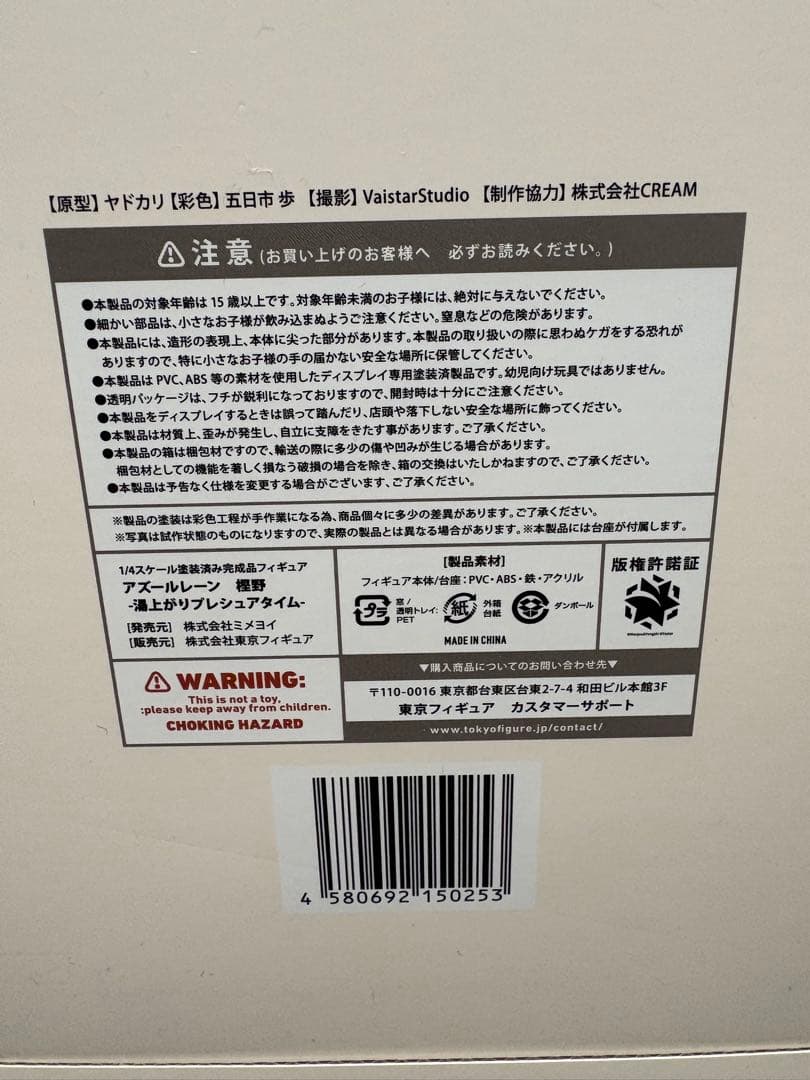 【原型】ヤドカリ【彩色】五日市 歩 【撮影】VaistarStudio 【制作協力】株式会社CREAM
注意(お買い上げのお客様へ 必ずお読みください。)
●本製品の対象年齢は15歳以上です。対象年齢未満のお子様には、絶対に与えないでください。
●細かい部品は、小さなお子様が飲み込まぬようご注意ください。窒息などの危険があります。
●本製品には、造形の表現上、本体に尖った部分があります。本製品の取り扱いの際に思わぬケガをする恐れが
ありますので、特に小さなお子様の手の届かない安全な場所に保管してください。
●本製品はPVC、ABS等の素材を使用したディスプレイ専用塗装済製品です。幼児向け玩具ではありません。
●透明パッケージは、フチが鋭利になっておりますので、開封時は十分にご注意ください。
●本製品をディスプレイするときは誤って踏んだり、店頭や落下しない安全な場所に飾ってください。
●本製品は材質上、歪みが発生し、自立に支障をきたす事があります。ご了承ください。
●本製品の箱は梱包材ですので、輸送の際に多少の傷や凹みが生じる場合があります。
梱包材としての機能を著しく損なう破損の場合を除き、箱の交換はいたしかねますので、ご了承ください。
●本製品は予告なく仕様を変更する場合がございます、ご了承ください。
※製品の塗装は彩色工程が手作業になる為、商品個々に多少の差異があります。ご了承ください。
※写真は試作状態のものになりますので、実際の製品とは異なる場合があります。※本製品には台座が付属します。
1/4スケール塗装済み完成品フィギュア
アズールレーン 樫野
-湯上がりプレシュアタイム-
[発売元] 株式会社ミメヨイ
[販売元] 株式会社東京フィギュア
[製品素材]
フィギュア本体/台座：PVC・ABS・鉄・アクリル
プラ
窓/
透明トレイ:
PET
紙
外箱
台紙
ダンボール
MADE IN CHINA
版権許諾証
WARNING:
This is not a toy,
:please keep away from children.
CHOKING HAZARD
▼購入商品についてのお問い合わせ先▼
〒110-0016 東京都台東区台東2-7-4 和田ビル本館3F
東京フィギュア カスタマーサポート
www.tokyofigure.jp/contact/
4 580692 150253